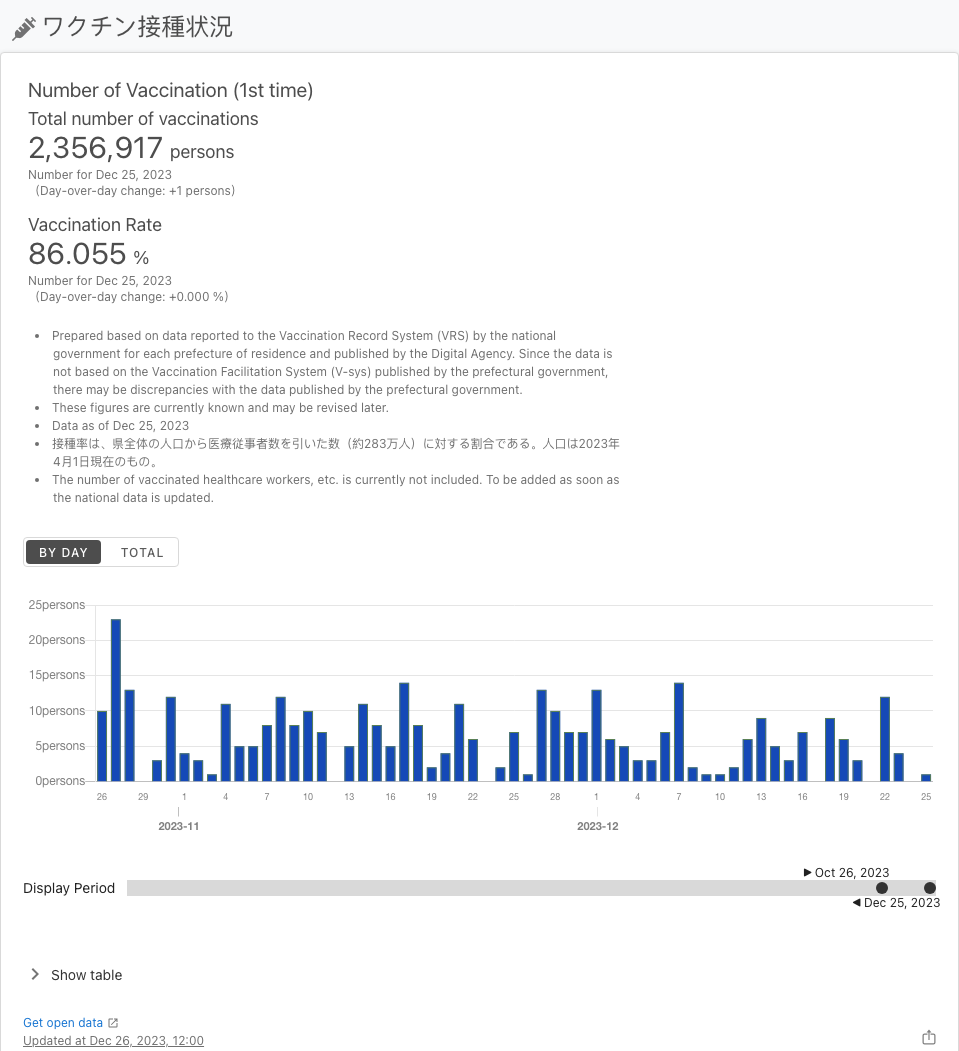 ワクチン接種状況
Number of Vaccination (1st time)
Total number of vaccinations
2,356,917 persons
Number for Dec 25, 2023
（Day-over-day change: +1 persons）
Vaccination Rate
86.055 %
Number for Dec 25, 2023
（Day-over-day change: +0.000 %）
• Prepared based on data reported to the Vaccination Record System (VRS) by the national
government for each prefecture of residence and published by the Digital Agency. Since the data is
not based on the Vaccination Facilitation System (V-sys) published by the prefectural government,
there may be discrepancies with the data published by the prefectural government.
• These figures are currently known and may be revised later.
• Data as of Dec 25, 2023
• 接種率は、県全体の人口から医療従事者数を引いた数（約283万人）に対する割合である。人口は2023年
4月1日現在のもの。
• The number of vaccinated healthcare workers, etc. is currently not included. To be added as soon as
the national data is updated.
BY DAY TOTAL
25persons
20persons
15persons
10persons
5persons
0persons
26 29 1 4 7 10 13 16 19 22 25 28 1 4 7 10 13 16 19 22 25
2023-11 2023-12
Oct 26, 2023
Display Period
Dec 25, 2023
Show table
Get open data
Updated at Dec 26, 2023, 12:00